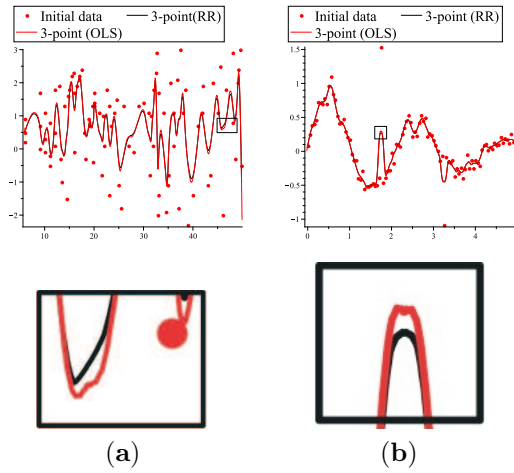 Initial data 3-point(RR)
3-point (OLS)
3
2
1
0
-1
-2
10 20 30 40 50
Initial data 3-point (RR)
3-point (OLS)
1.5
1
0.5
0
-0.5
-1
0 1 2 3 4
(a) (b)